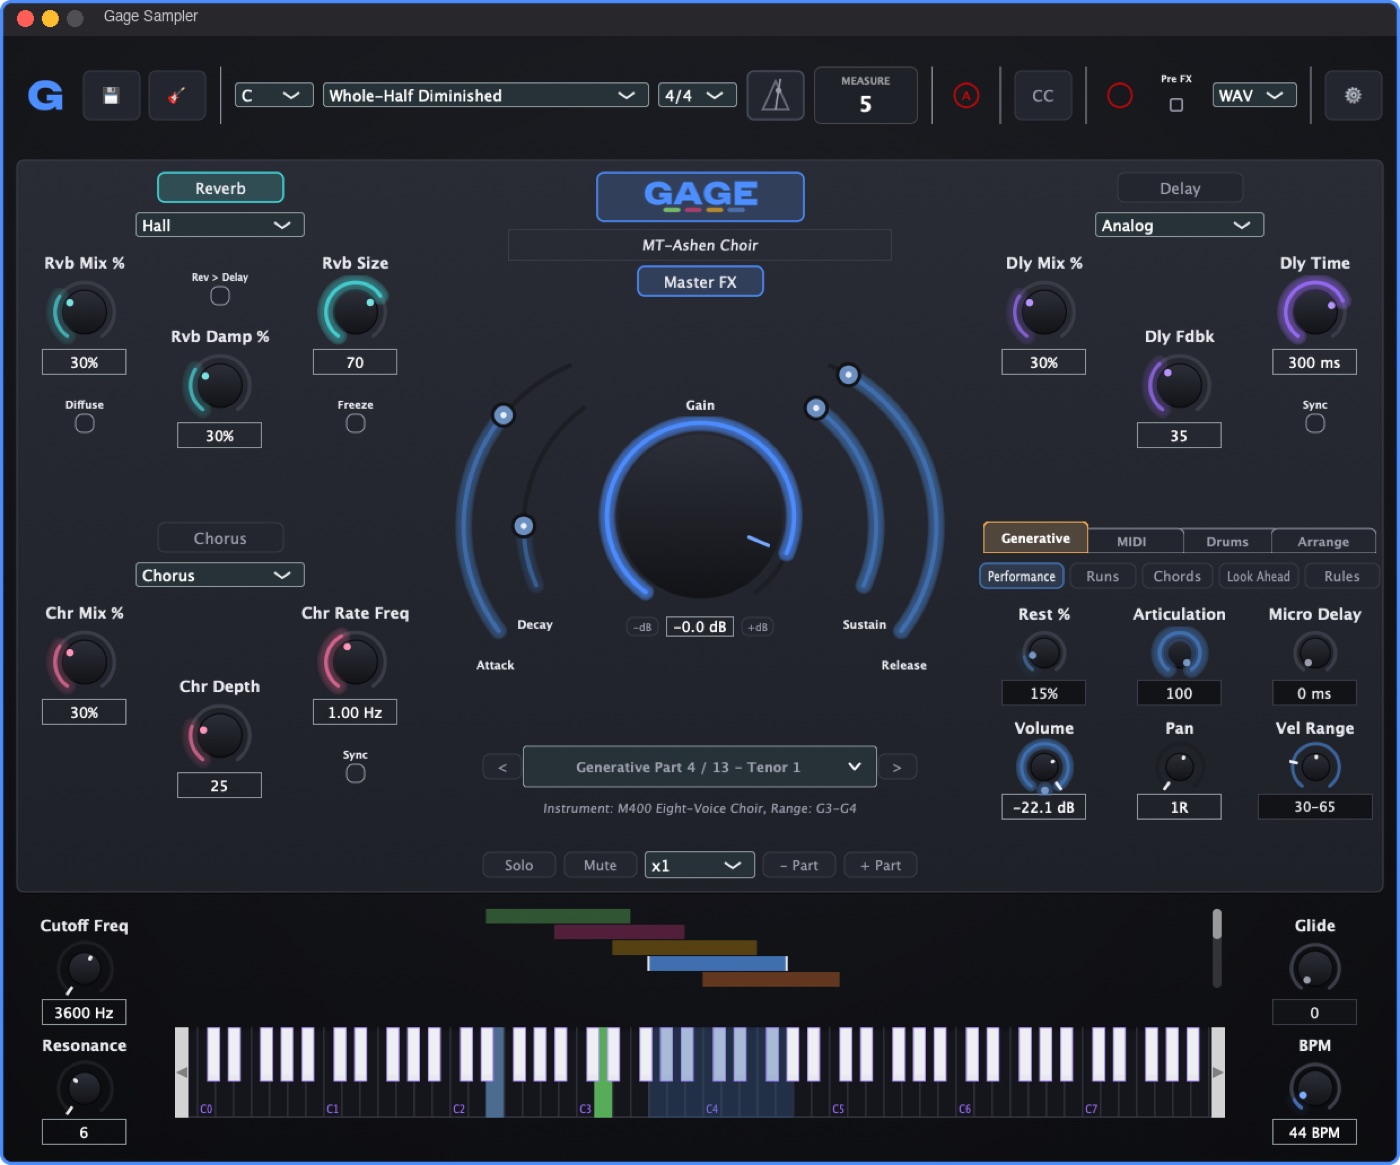 Gage Sampler
G
C
Whole-Half Diminished
4/4
MEASURE
5
A
CC
Pre FX
WAV
Reverb
Hall
Rvb Mix %
30%
Rev > Delay
Rvb Damp %
30%
Rvb Size
70
Diffuse
Freeze
GAGE
MT-Ashen Choir
Master FX
Delay
Analog
Dly Mix %
30%
Dly Fdbk
35
Dly Time
300 ms
Sync
Gain
-dB
-0.0 dB
+dB
Decay
Attack
Sustain
Release
Chorus
Chorus
Chr Mix %
30%
Chr Depth
25
Chr Rate Freq
1.00 Hz
Sync
Generative
MIDI
Drums
Arrange
Performance
Runs
Chords
Look Ahead
Rules
Rest %
15%
Articulation
100
Micro Delay
0 ms
Volume
-22.1 dB
Pan
1R
Vel Range
30-65
<
Generative Part 4 / 13 - Tenor 1
>
Instrument: M400 Eight-Voice Choir, Range: G3-G4
Solo
Mute
x1
- Part
+ Part
Cutoff Freq
3600 Hz
Resonance
6
Glide
0
BPM
44 BPM
C0
C1
C2
C3
C4
C5
C6
C7